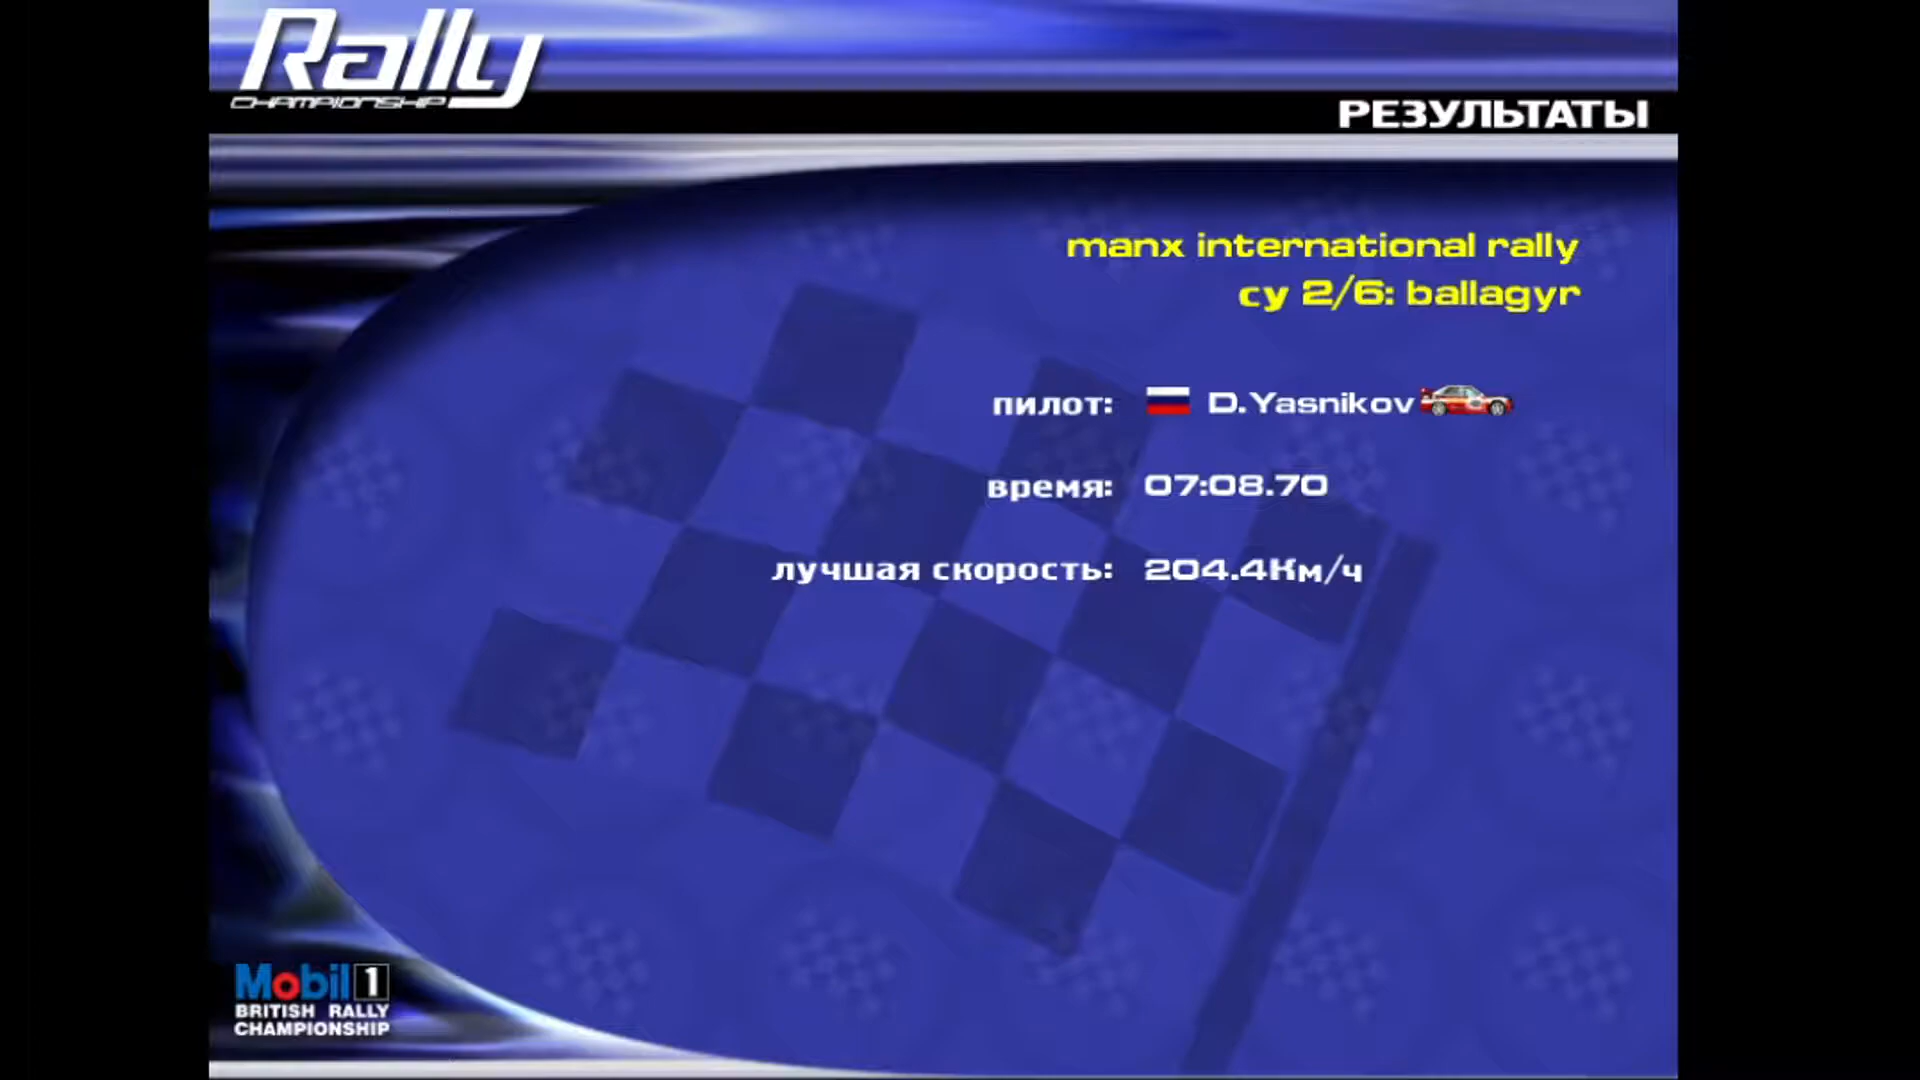 Rally
CHAMPIONSHIP
РЕЗУЛЬТАТЫ
manx international rally
су 2/6: ballagyr
пилот: D.Yasnikov
время: 07:08.70
лучшая скорость: 204.4Км/ч
Mobil 1
BRITISH RALLY
CHAMPIONSHIP